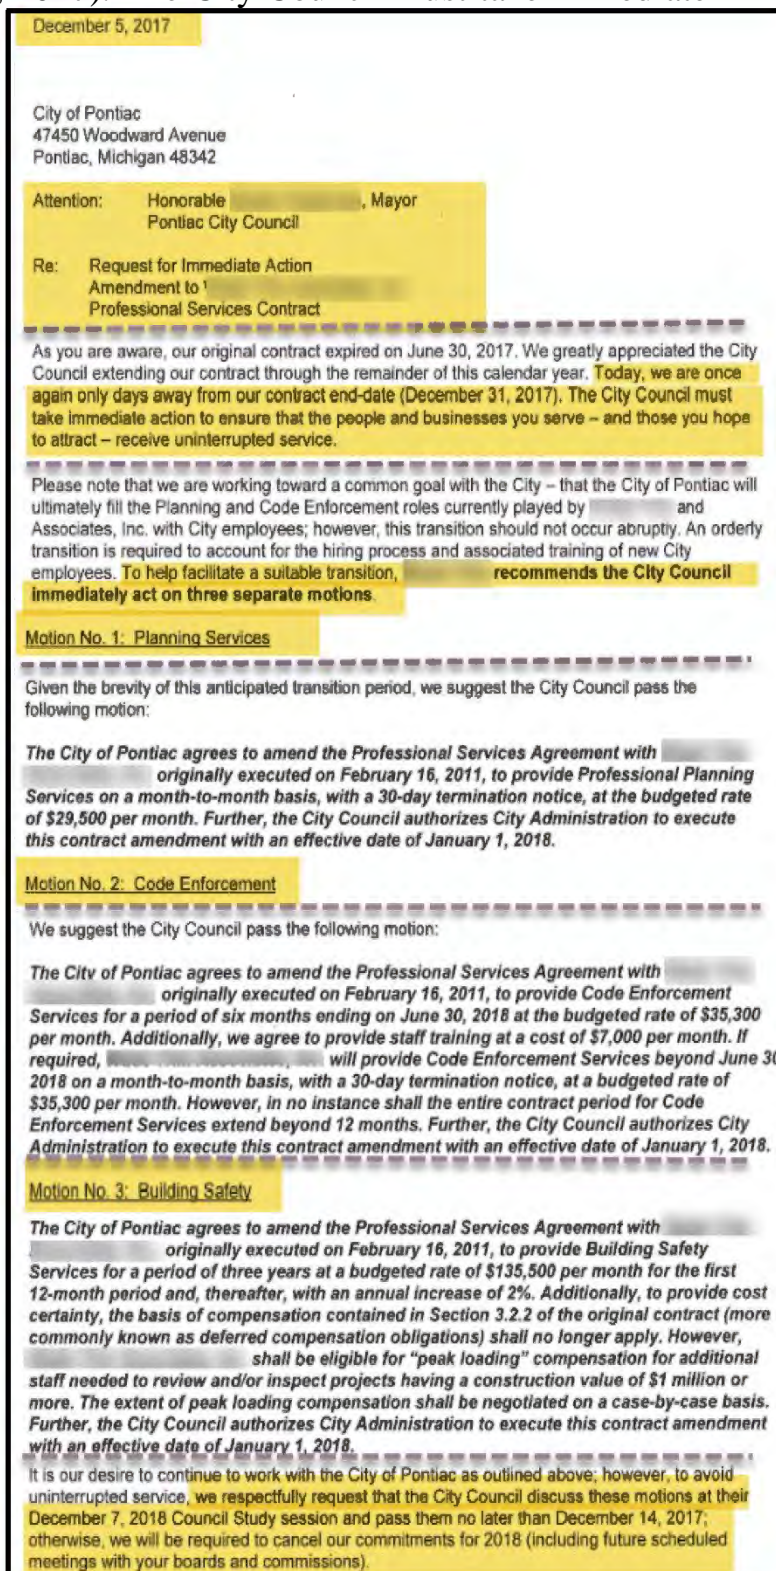 December 5, 2017
City of Pontiac
47450 Woodward Avenue
Pontiac, Michigan 48342
Attention: Honorable , Mayor
Pontiac City Council
Re: Request for Immediate Action
Amendment to
Professional Services Contract
As you are aware, our original contract expired on June 30, 2017. We greatly appreciated the City
Council extending our contract through the remainder of this calendar year. Today, we are once
again only days away from our contract end-date (December 31, 2017). The City Council must
take immediate action to ensure that the people and businesses you serve – and those you hope
to attract – receive uninterrupted service.
Please note that we are working toward a common goal with the City – that the City of Pontiac will
ultimately fill the Planning and Code Enforcement roles currently played by and
Associates, Inc. with City employees; however, this transition should not occur abruptly. An orderly
transition is required to account for the hiring process and associated training of new City
employees. To help facilitate a suitable transition, recommends the City Council
immediately act on three separate motions.
Motion No. 1: Planning Services
Given the brevity of this anticipated transition period, we suggest the City Council pass the
following motion:
The City of Pontiac agrees to amend the Professional Services Agreement with
originally executed on February 16, 2011, to provide Professional Planning
Services on a month-to-month basis, with a 30-day termination notice, at the budgeted rate
of $29,500 per month. Further, the City Council authorizes City Administration to execute
this contract amendment with an effective date of January 1, 2018.
Motion No. 2: Code Enforcement
We suggest the City Council pass the following motion:
The City of Pontiac agrees to amend the Professional Services Agreement with
originally executed on February 16, 2011, to provide Code Enforcement
Services for a period of six months ending on June 30, 2018 at the budgeted rate of $35,300
per month. Additionally, we agree to provide staff training at a cost of $7,000 per month. If
required, will provide Code Enforcement Services beyond June 30
2018 on a month-to-month basis, with a 30-day termination notice, at a budgeted rate of
$35,300 per month. However, in no instance shall the entire contract period for Code
Enforcement Services extend beyond 12 months. Further, the City Council authorizes City
Administration to execute this contract amendment with an effective date of January 1, 2018.
Motion No. 3: Building Safety
The City of Pontiac agrees to amend the Professional Services Agreement with
originally executed on February 16, 2011, to provide Building Safety
Services for a period of three years at a budgeted rate of $135,500 per month for the first
12-month period and, thereafter, with an annual increase of 2%. Additionally, to provide cost
certainty, the basis of compensation contained in Section 3.2.2 of the original contract (more
commonly known as deferred compensation obligations) shall no longer apply. However,
shall be eligible for “peak loading” compensation for additional
staff needed to review and/or inspect projects having a construction value of $1 million or
more. The extent of peak loading compensation shall be negotiated on a case-by-case basis.
Further, the City Council authorizes City Administration to execute this contract amendment
with an effective date of January 1, 2018.
It is our desire to continue to work with the City of Pontiac as outlined above; however, to avoid
uninterrupted service, we respectfully request that the City Council discuss these motions at their
December 7, 2018 Council Study session and pass them no later than December 14, 2017;
otherwise, we will be required to cancel our commitments for 2018 (including future scheduled
meetings with your boards and commissions).